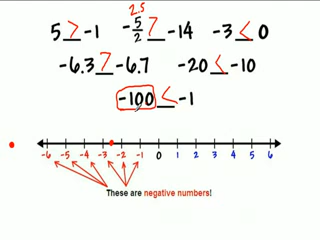 2.5
5 > -1 -5/2 > -14 -3 < 0
-6.3 > -6.7 -20 < -10
-100 < -1
-6 -5 -4 -3 -2 -1 0 1 2 3 4 5 6
These are negative numbers!